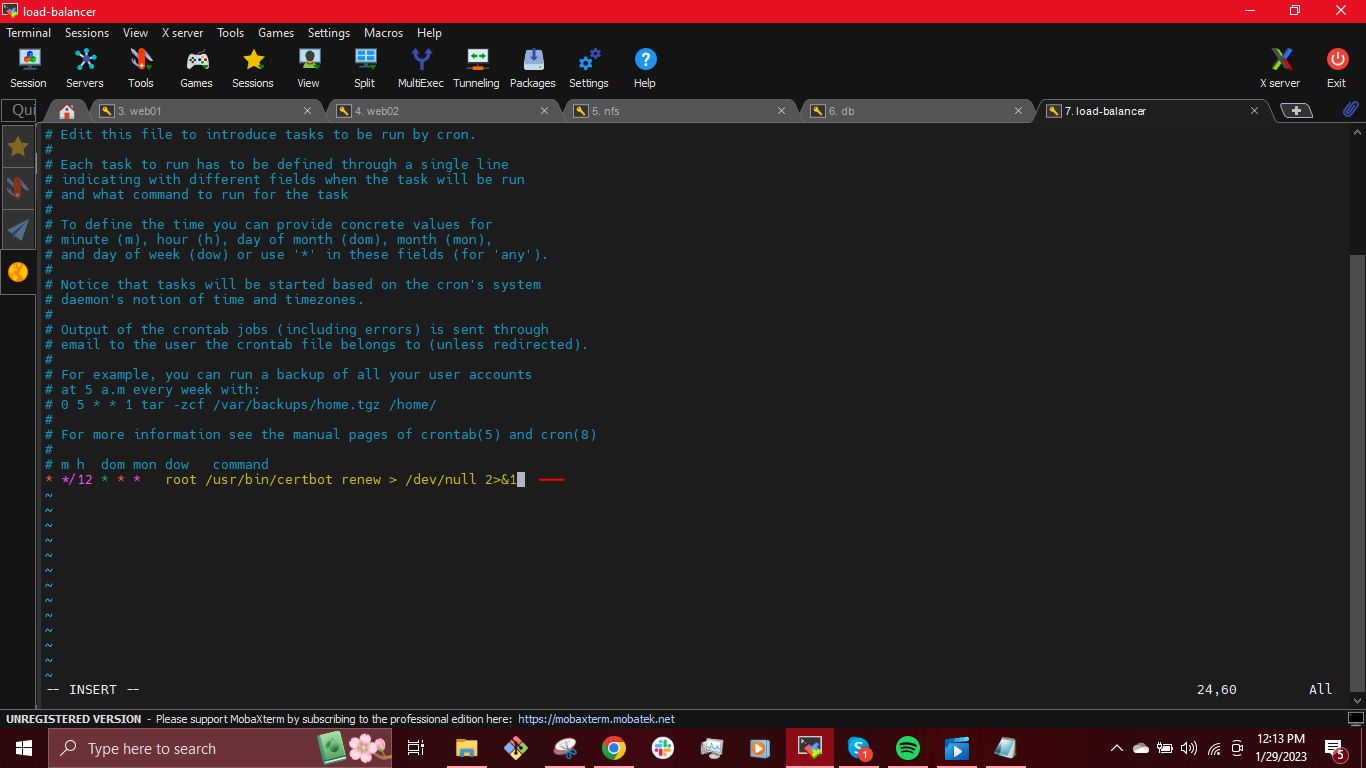 load-balancer
Terminal Sessions View X server Tools Games Settings Macros Help
Session Servers Tools Games Sessions View Split MultiExec Tunneling Packages Settings Help X server Exit
Qui 3. web01 4. web02 5. nfs 6. db 7. load-balancer
# Edit this file to introduce tasks to be run by cron.
#
# Each task to run has to be defined through a single line
# indicating with different fields when the task will be run
# and what command to run for the task
#
# To define the time you can provide concrete values for
# minute (m), hour (h), day of month (dom), month (mon),
# and day of week (dow) or use '*' in these fields (for 'any').
#
# Notice that tasks will be started based on the cron's system
# daemon's notion of time and timezones.
#
# Output of the crontab jobs (including errors) is sent through
# email to the user the crontab file belongs to (unless redirected).
#
# For example, you can run a backup of all your user accounts
# at 5 a.m every week with:
# 0 5 * * 1 tar -zcf /var/backups/home.tgz /home/
#
# For more information see the manual pages of crontab(5) and cron(8)
#
# m h  dom mon dow   command
* */12 * * *   root /usr/bin/certbot renew > /dev/null 2>&1
~
~
~
~
~
~
~
~
~
~
~
~
~
-- INSERT -- 24,60 All
UNREGISTERED VERSION - Please support MobaXterm by subscribing to the professional edition here: https://mobaxterm.mobatek.net
Type here to search
1
12:13 PM
1/29/2023
5